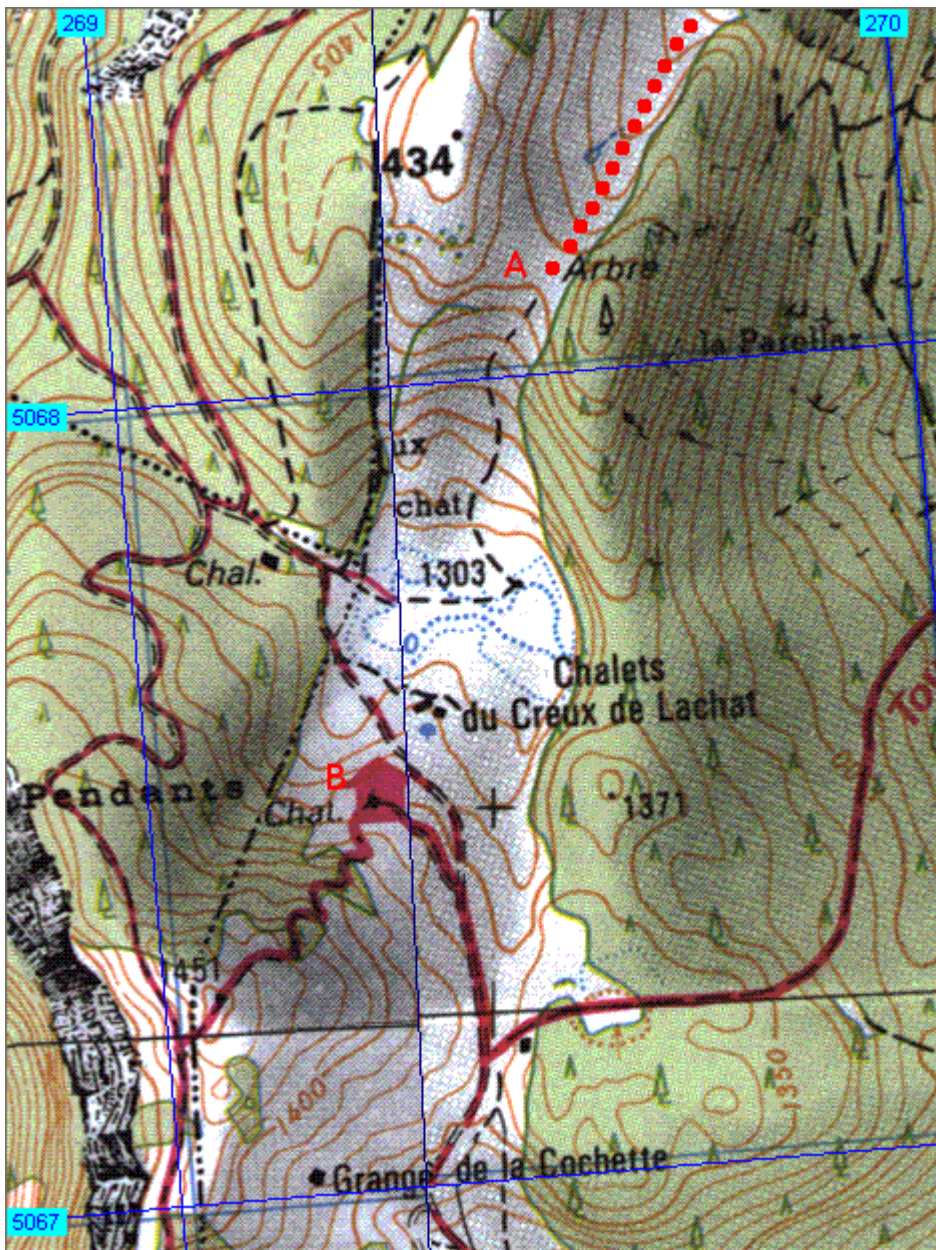 269
270
1405
434
A
Arbre
la Parellaz
5068
ux
chat
Chal.
1303
Chalets
du Creux de Lachat
B
Pendants
Chal.
1371
1451
1350
1400
Grange de la Cochette
5067